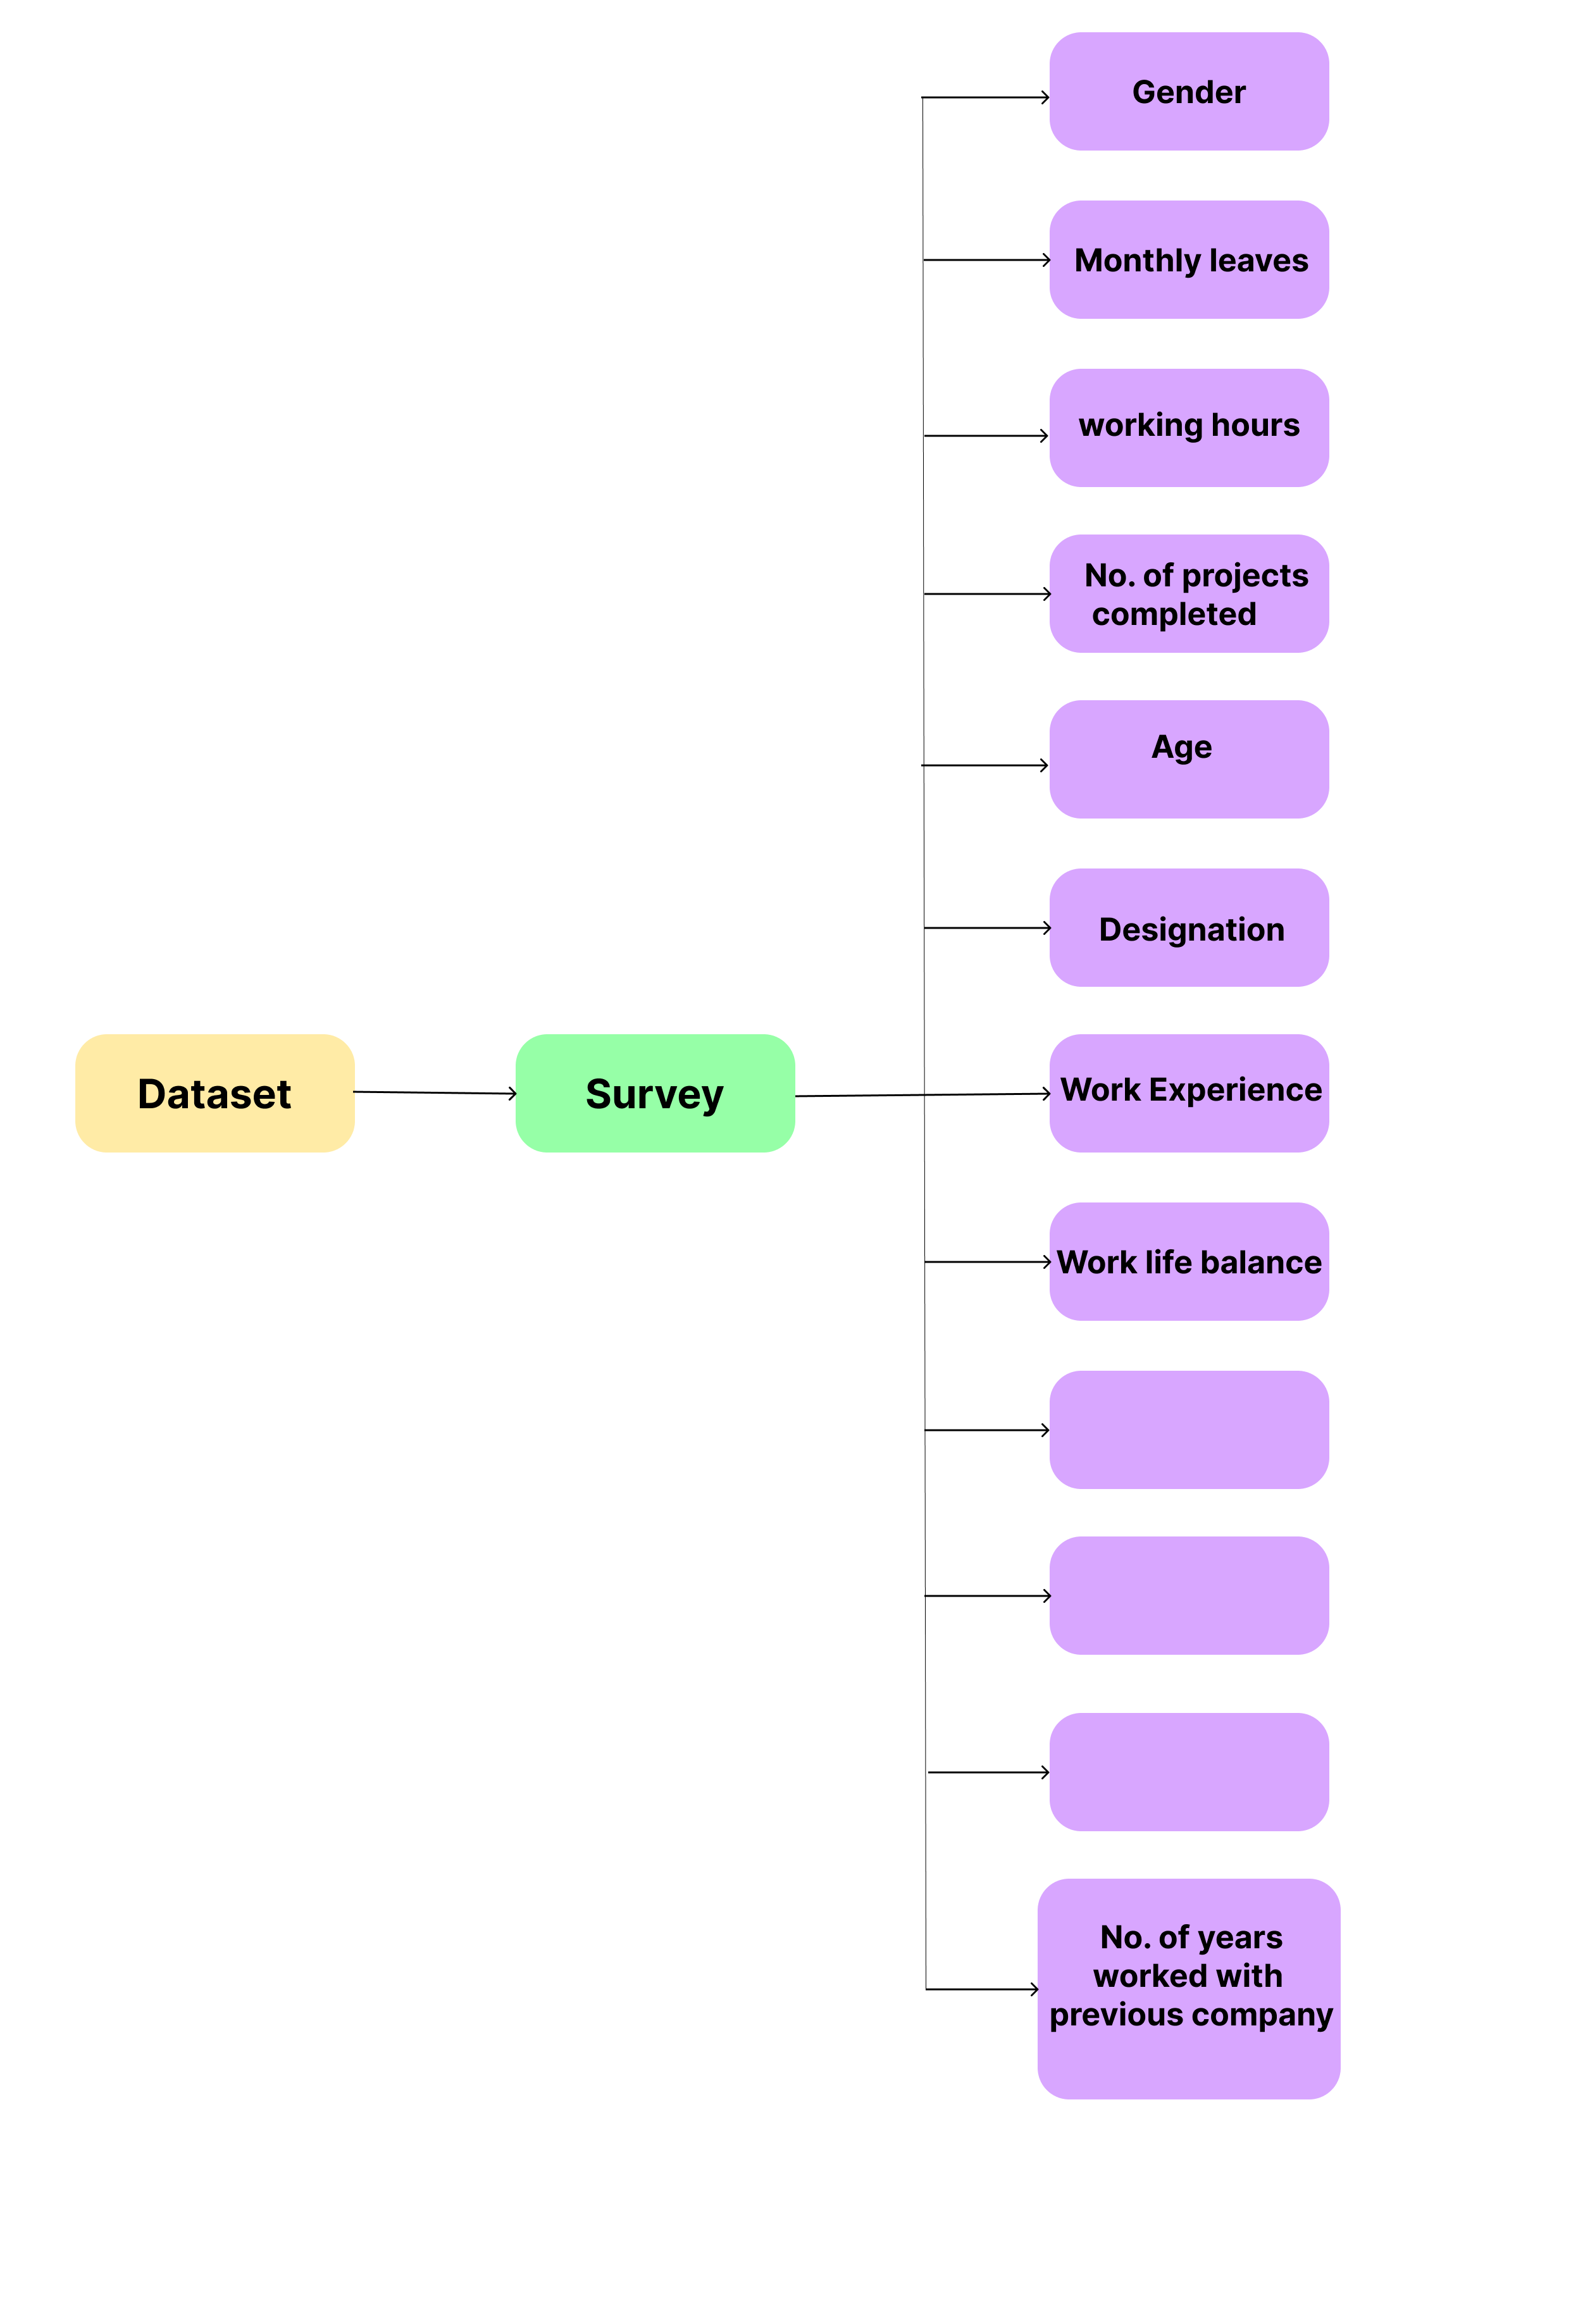 Gender
Monthly leaves
working hours
No. of projects
completed
Age
Designation
Dataset
Survey
Work Experience
Work life balance
No. of years
worked with
previous company